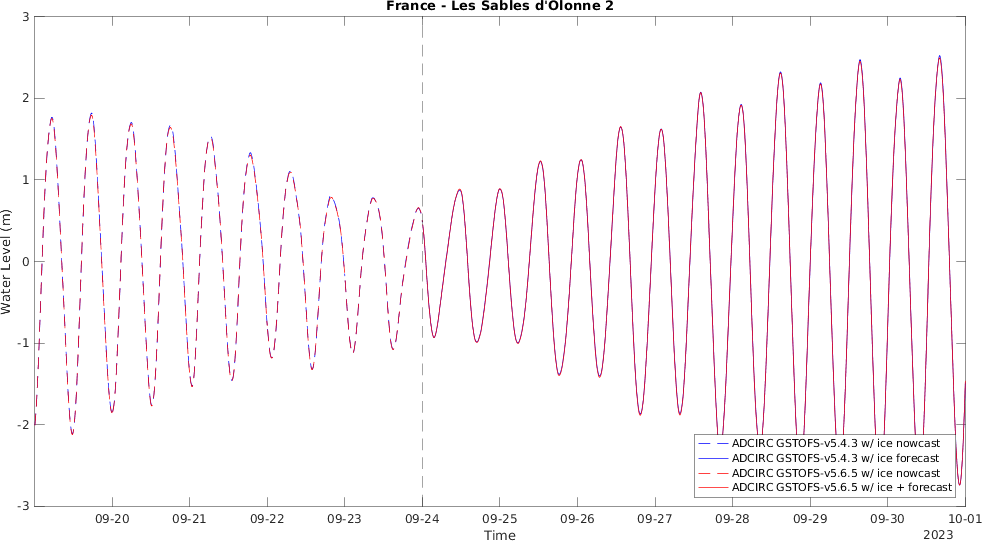 France - Les Sables d'Olonne 2
3
2
1
0
-1
-2
-3
Water Level (m)
09-20 09-21 09-22 09-23 09-24 09-25 09-26 09-27 09-28 09-29 09-30 10-01
Time
2023
ADCIRC GSTOFS-v5.4.3 w/ ice nowcast
ADCIRC GSTOFS-v5.4.3 w/ ice forecast
ADCIRC GSTOFS-v5.6.5 w/ ice nowcast
ADCIRC GSTOFS-v5.6.5 w/ ice + forecast